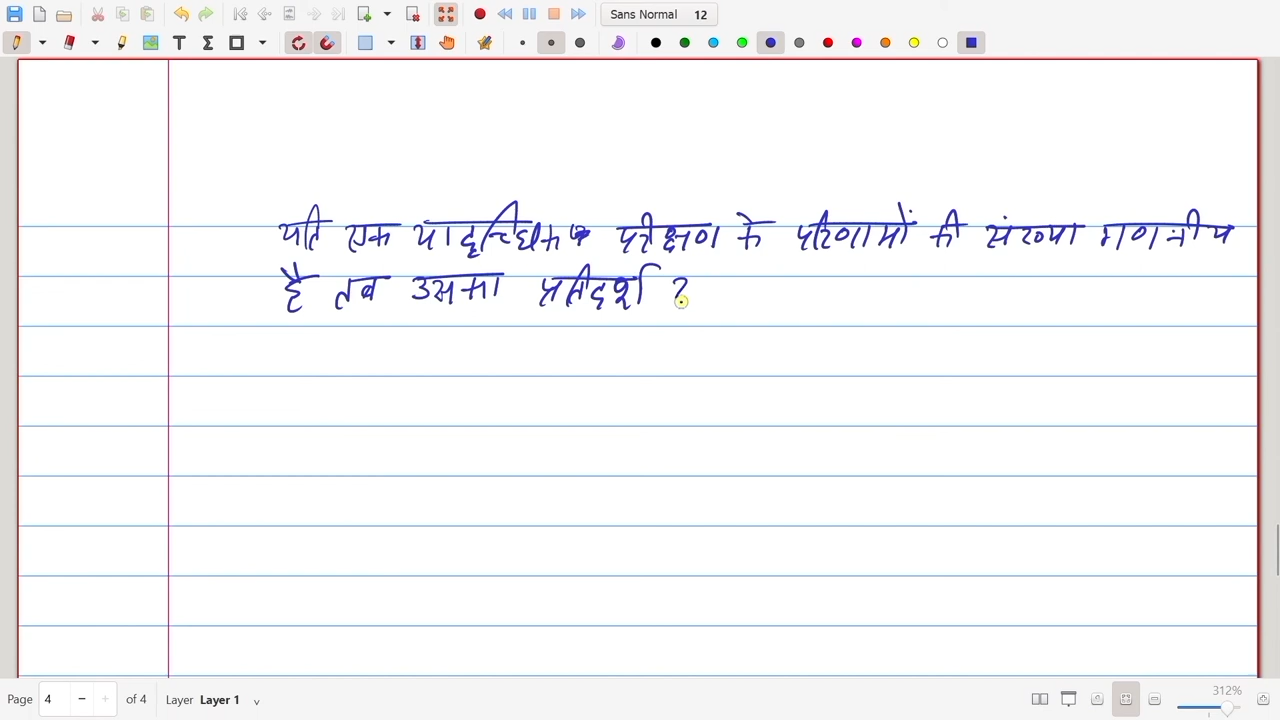 Sans Normal 12
यदि एक यादृच्छिक परीक्षण के परिणामों की संख्या गणनीय
है तब उसका प्रतिदर्श ?
Page 4 of 4 Layer Layer 1 312%